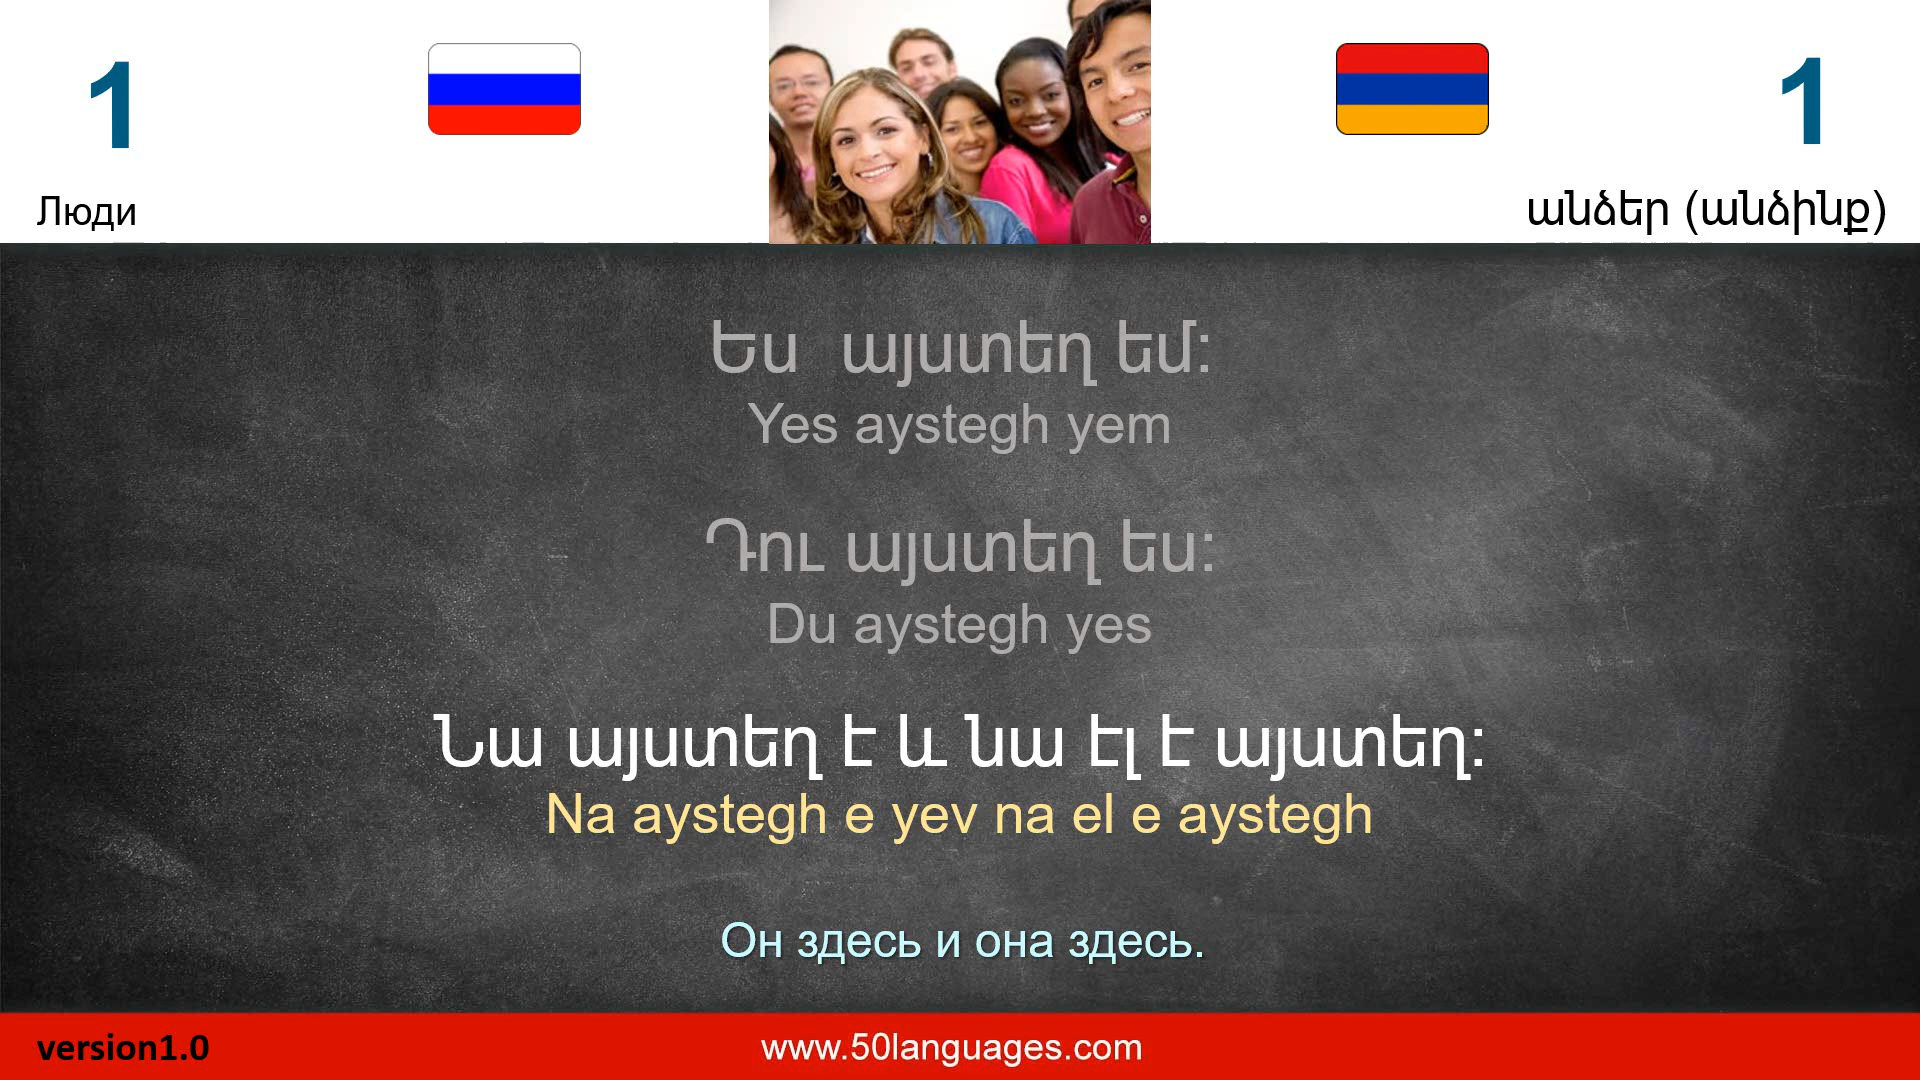 1
1
Люди
անձեր (անձինք)
Ես  այստեղ եմ:
Yes aystegh yem
Դու այստեղ ես:
Du aystegh yes
Նա այստեղ է և նա էլ է այստեղ:
Na aystegh e yev na el e aystegh
Он здесь и она здесь.
version1.0
www.50languages.com